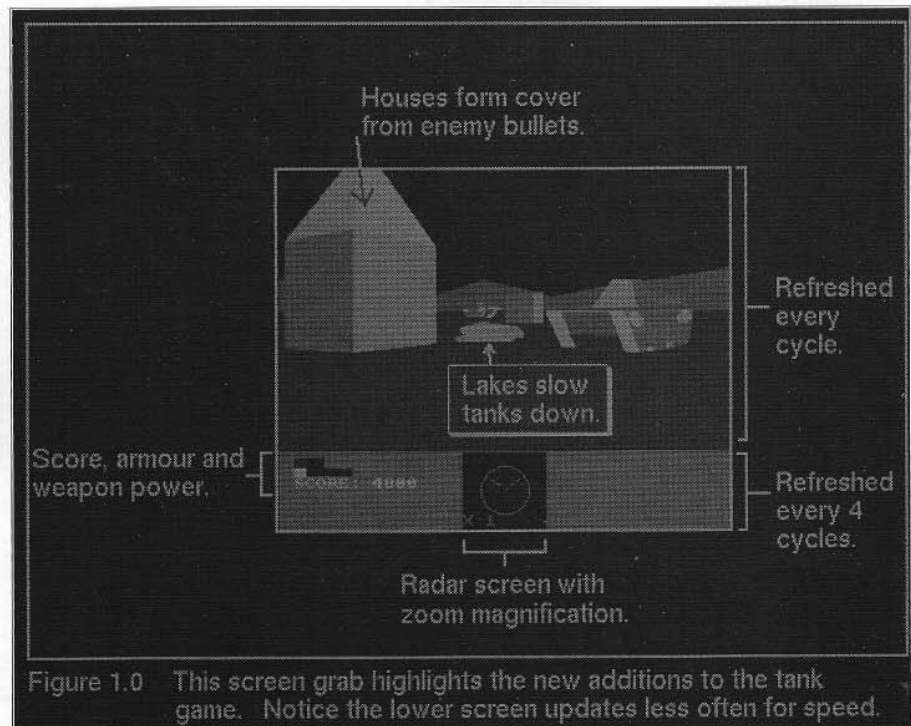 Houses form cover
from enemy bullets.
Refreshed
every
cycle.
Lakes slow
tanks down.
Score, armour and
weapon power.
SCORE: 4800
X 1
Refreshed
every 4
cycles.
Radar screen with
zoom magnification.
Figure 1.0 This screen grab highlights the new additions to the tank
game. Notice the lower screen updates less often for speed.